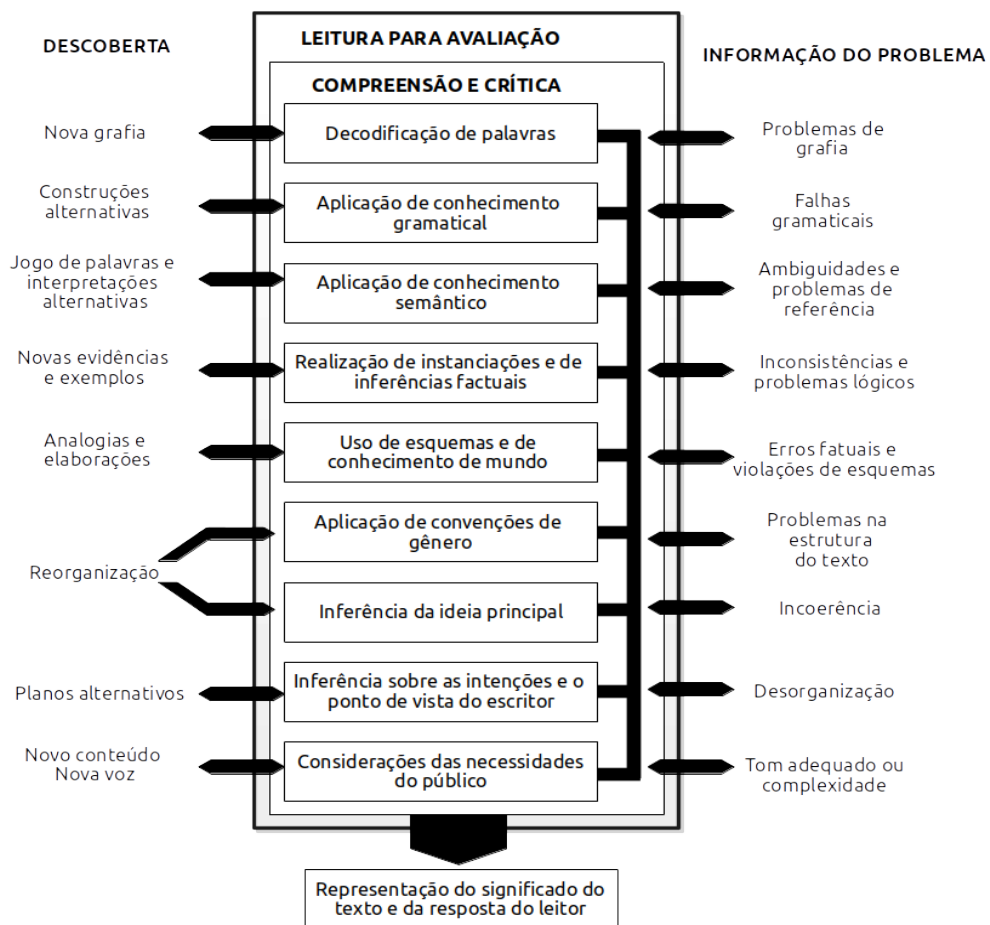 DESCOBERTA
LEITURA PARA AVALIAÇÃO
INFORMAÇÃO DO PROBLEMA
COMPREENSÃO E CRÍTICA
Nova grafia
Decodificação de palavras
Problemas de
grafia
Construções
alternativas
Aplicação de conhecimento
gramatical
Falhas
gramaticais
Jogo de palavras e
interpretações
alternativas
Aplicação de conhecimento
semântico
Ambiguidades e
problemas de
referência
Novas evidências
e exemplos
Realização de instanciações e de
inferências factuais
Inconsistências e
problemas lógicos
Analogias e
elaborações
Uso de esquemas e de
conhecimento de mundo
Erros fatuais e
violações de esquemas
Reorganização
Aplicação de convenções de
gênero
Problemas na
estrutura
do texto
Inferência da ideia principal
Incoerência
Planos alternativos
Inferência sobre as intenções e o
ponto de vista do escritor
Desorganização
Novo conteúdo
Nova voz
Considerações das necessidades
do público
Tom adequado ou
complexidade
Representação do significado do
texto e da resposta do leitor